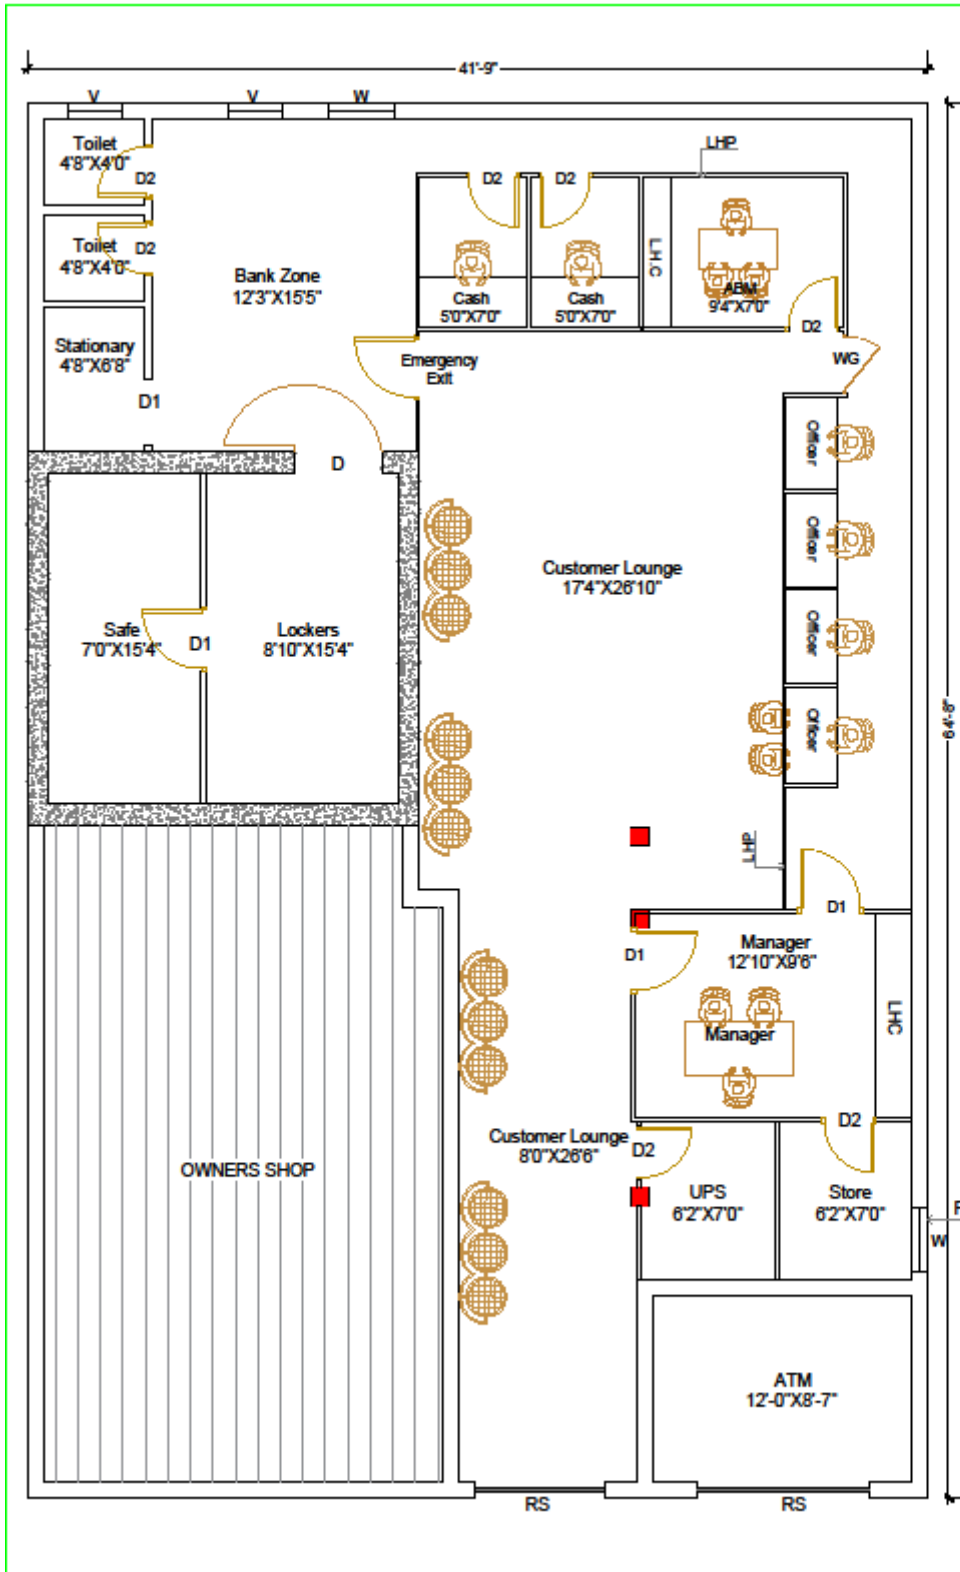 41'-9"
V
V
W
Toilet
4'8"X4'0"
D2
LHP
D2
D2
Toilet
4'8"X4'0"
D2
L.H.C
Bank Zone
12'3"X15'5"
Cash
5'0"X7'0"
Cash
5'0"X7'0"
ABM
9'4"X7'0"
D2
Stationary
4'8"X6'8"
Emergency
Exit
WG
D1
D
Officer
Officer
Customer Lounge
17'4"X26'10"
Safe
7'0"X15'4"
D1
Lockers
8'10"X15'4"
Officer
Officer
64'-8"
LHP
D1
D1
Manager
12'10"X9'6"
LHC
Manager
D2
Customer Lounge
8'0"X26'6"
D2
OWNERS SHOP
UPS
6'2"X7'0"
Store
6'2"X7'0"
F
W
ATM
12'-0"X8'-7"
RS
RS